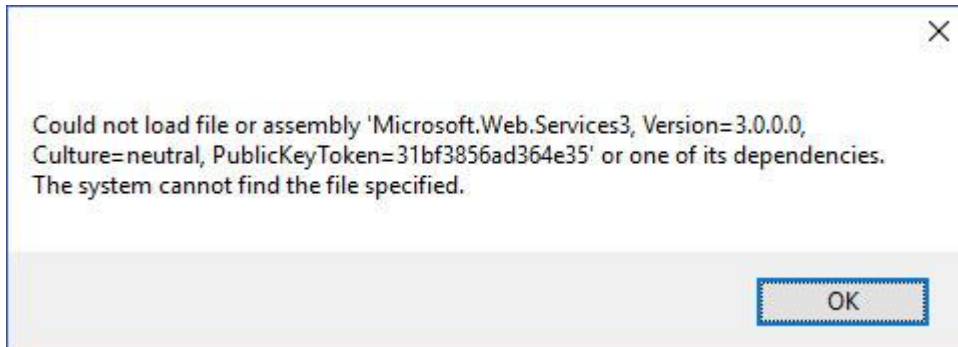 Could not load file or assembly 'Microsoft.Web.Services3, Version=3.0.0.0,
Culture=neutral, PublicKeyToken=31bf3856ad364e35' or one of its dependencies.
The system cannot find the file specified.
OK